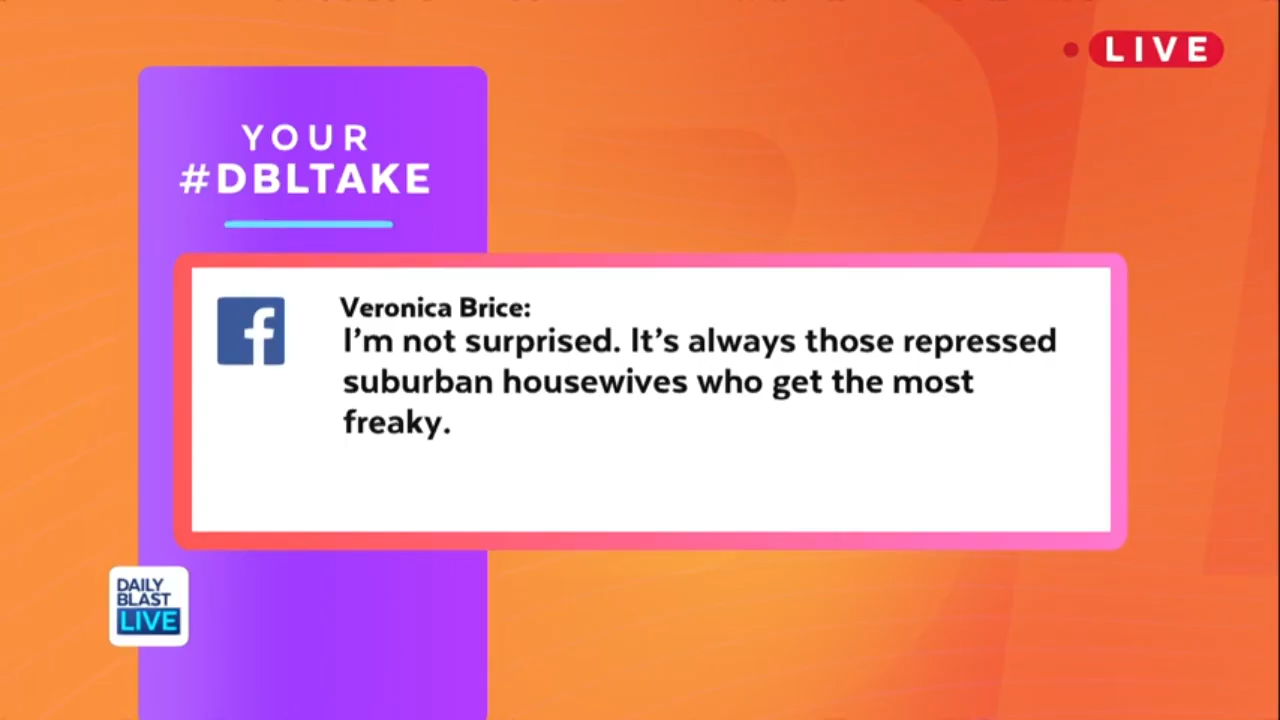 LIVE
YOUR
#DBLTAKE
Veronica Brice:
I'm not surprised. It's always those repressed
suburban housewives who get the most
freaky.
DAILY
BLAST
LIVE